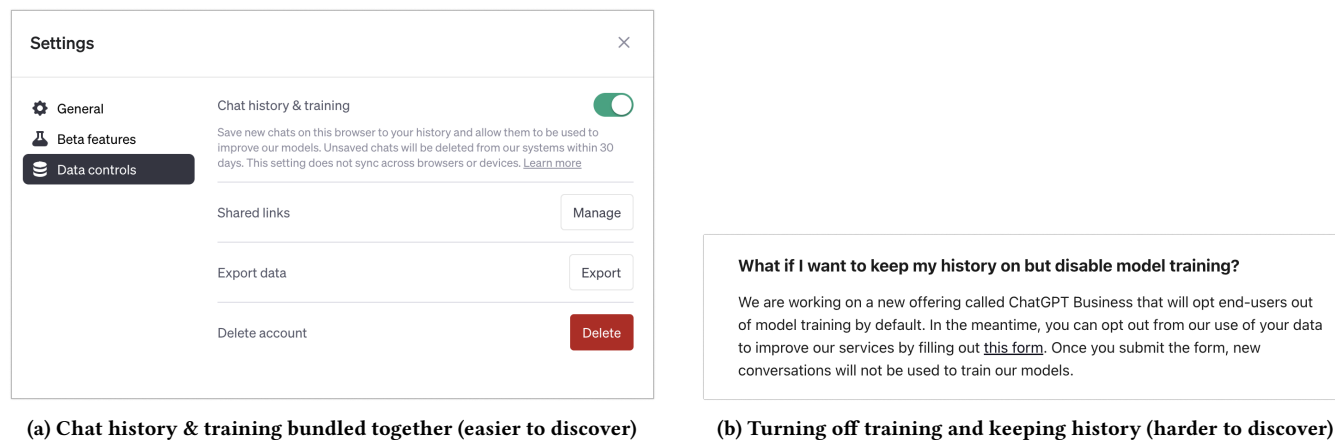 Settings
General
Beta features
Data controls
Chat history & training
Save new chats on this browser to your history and allow them to be used to
improve our models. Unsaved chats will be deleted from our systems within 30
days. This setting does not sync across browsers or devices. Learn more
Shared links
Manage
Export data
Export
Delete account
Delete
(a) Chat history & training bundled together (easier to discover)
What if I want to keep my history on but disable model training?
We are working on a new offering called ChatGPT Business that will opt end-users out
of model training by default. In the meantime, you can opt out from our use of your data
to improve our services by filling out this form. Once you submit the form, new
conversations will not be used to train our models.
(b) Turning off training and keeping history (harder to discover)